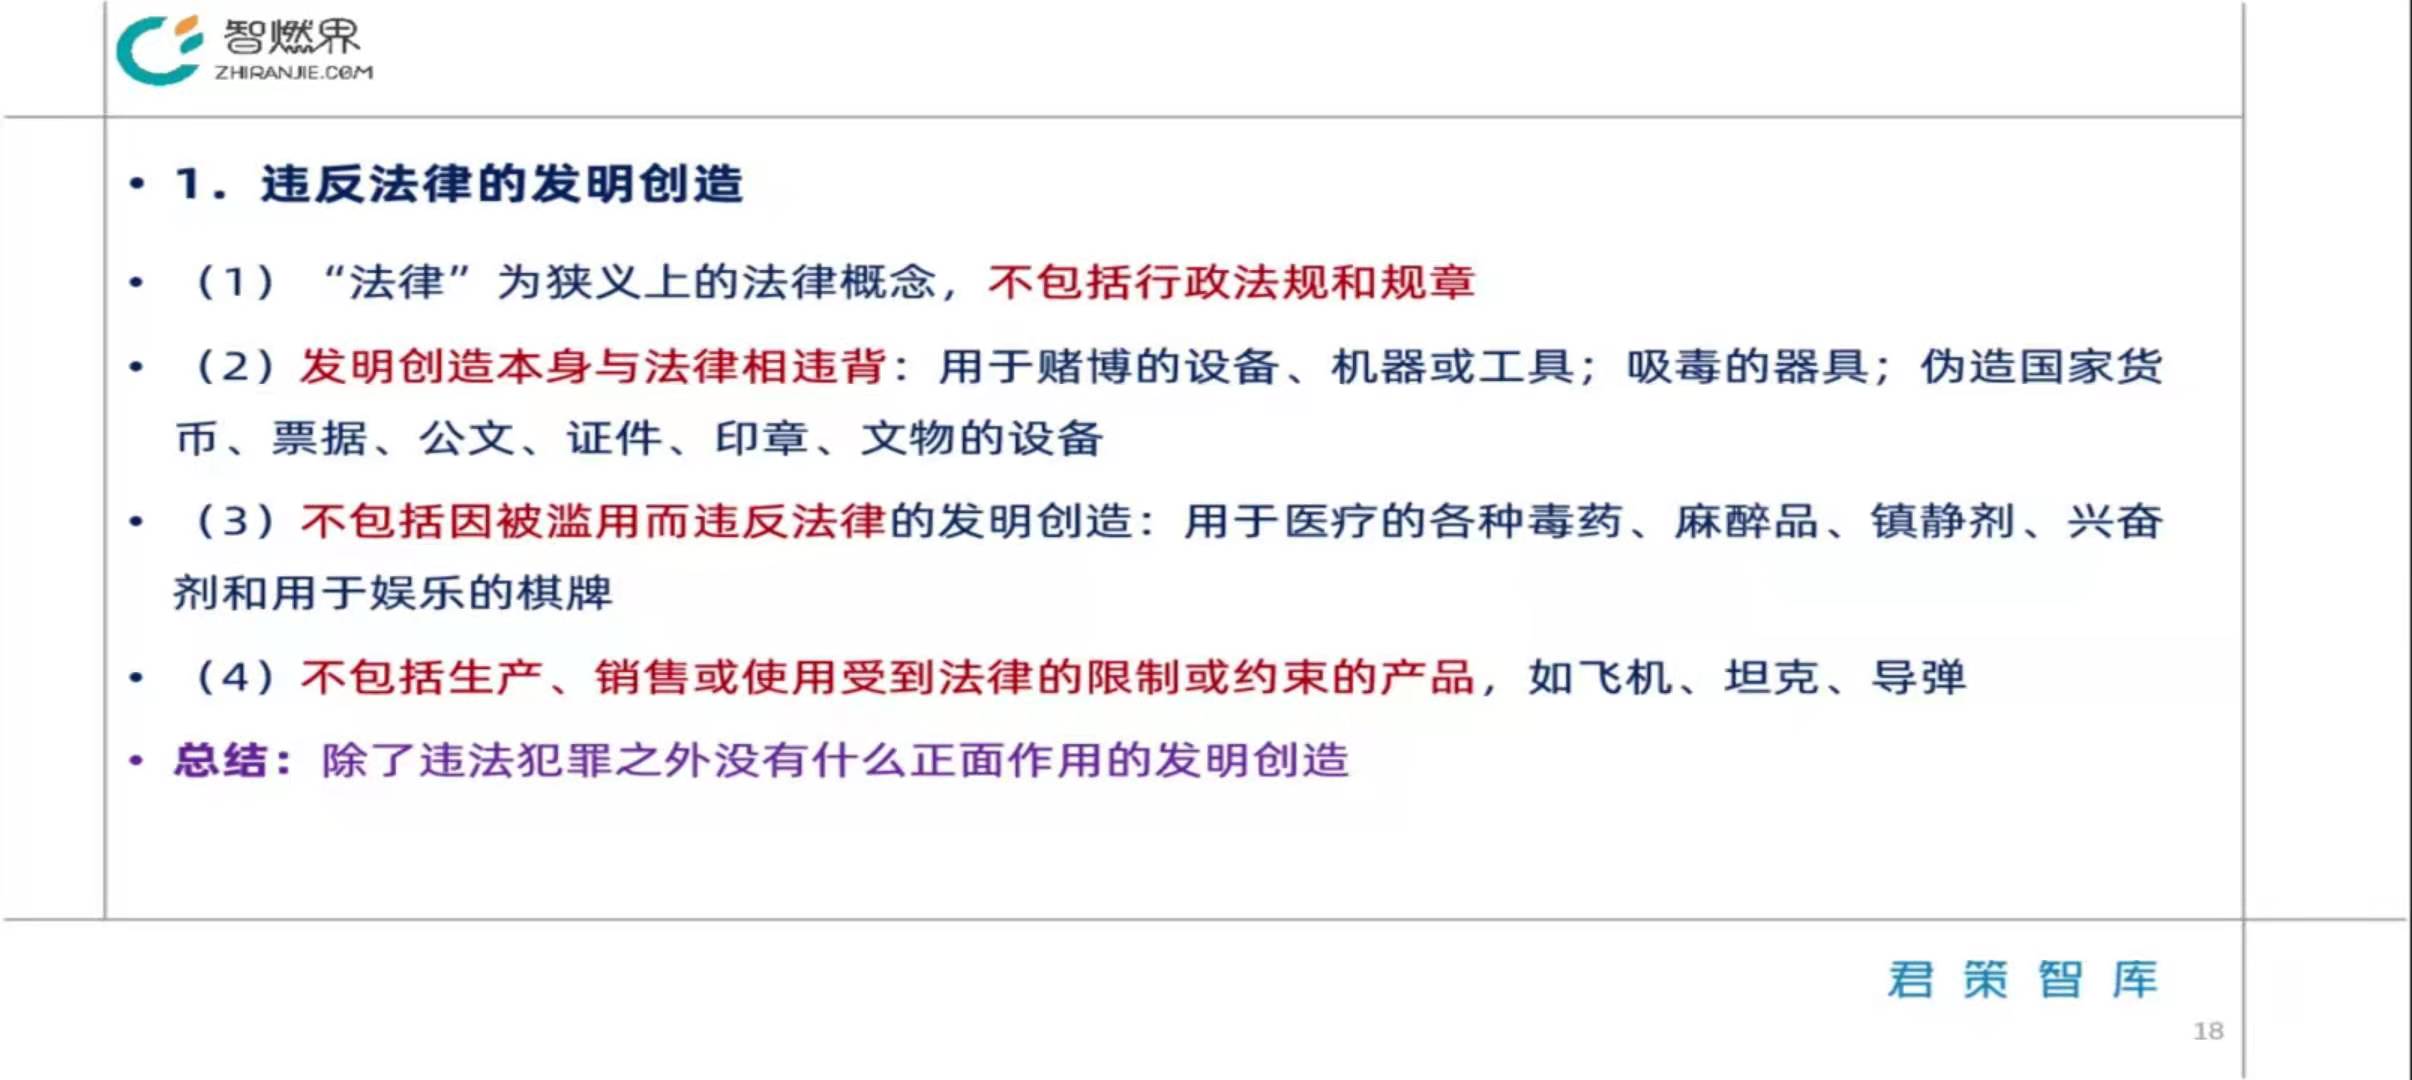 智燃界
ZHIRANJIE.COM
• 1．违反法律的发明创造
• （1）“法律”为狭义上的法律概念，不包括行政法规和规章
• （2）发明创造本身与法律相违背：用于赌博的设备、机器或工具；吸毒的器具；伪造国家货
币、票据、公文、证件、印章、文物的设备
• （3）不包括因被滥用而违反法律的发明创造：用于医疗的各种毒药、麻醉品、镇静剂、兴奋
剂和用于娱乐的棋牌
• （4）不包括生产、销售或使用受到法律的限制或约束的产品，如飞机、坦克、导弹
• 总结：除了违法犯罪之外没有什么正面作用的发明创造
君策智库
18